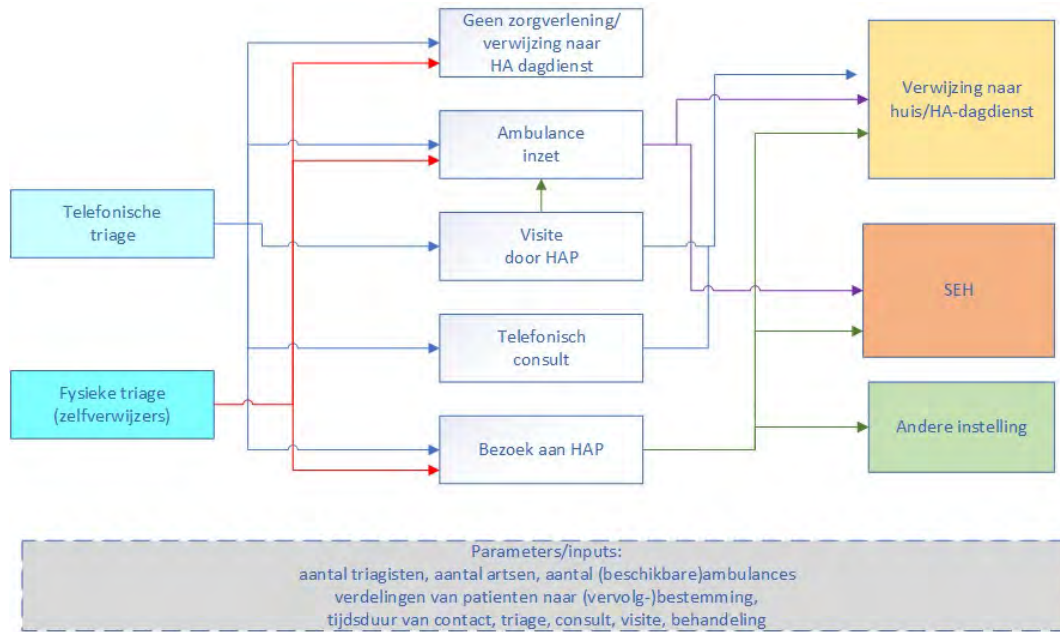 Geen zorgverlening/
verwijzing naar
HA dagdienst
Ambulance
inzet
Visite
door HAP
Telefonisch
consult
Bezoek aan HAP
Telefonische
triage
Fysieke triage
(zelfverwijzers)
Verwijzing naar
huis/HA-dagdienst
SEH
Andere instelling
Parameters/inputs:
aantal triagisten, aantal artsen, aantal (beschikbare)ambulances
verdelingen van patienten naar (vervolg-)bestemming,
tijdsduur van contact, triage, consult, visite, behandeling